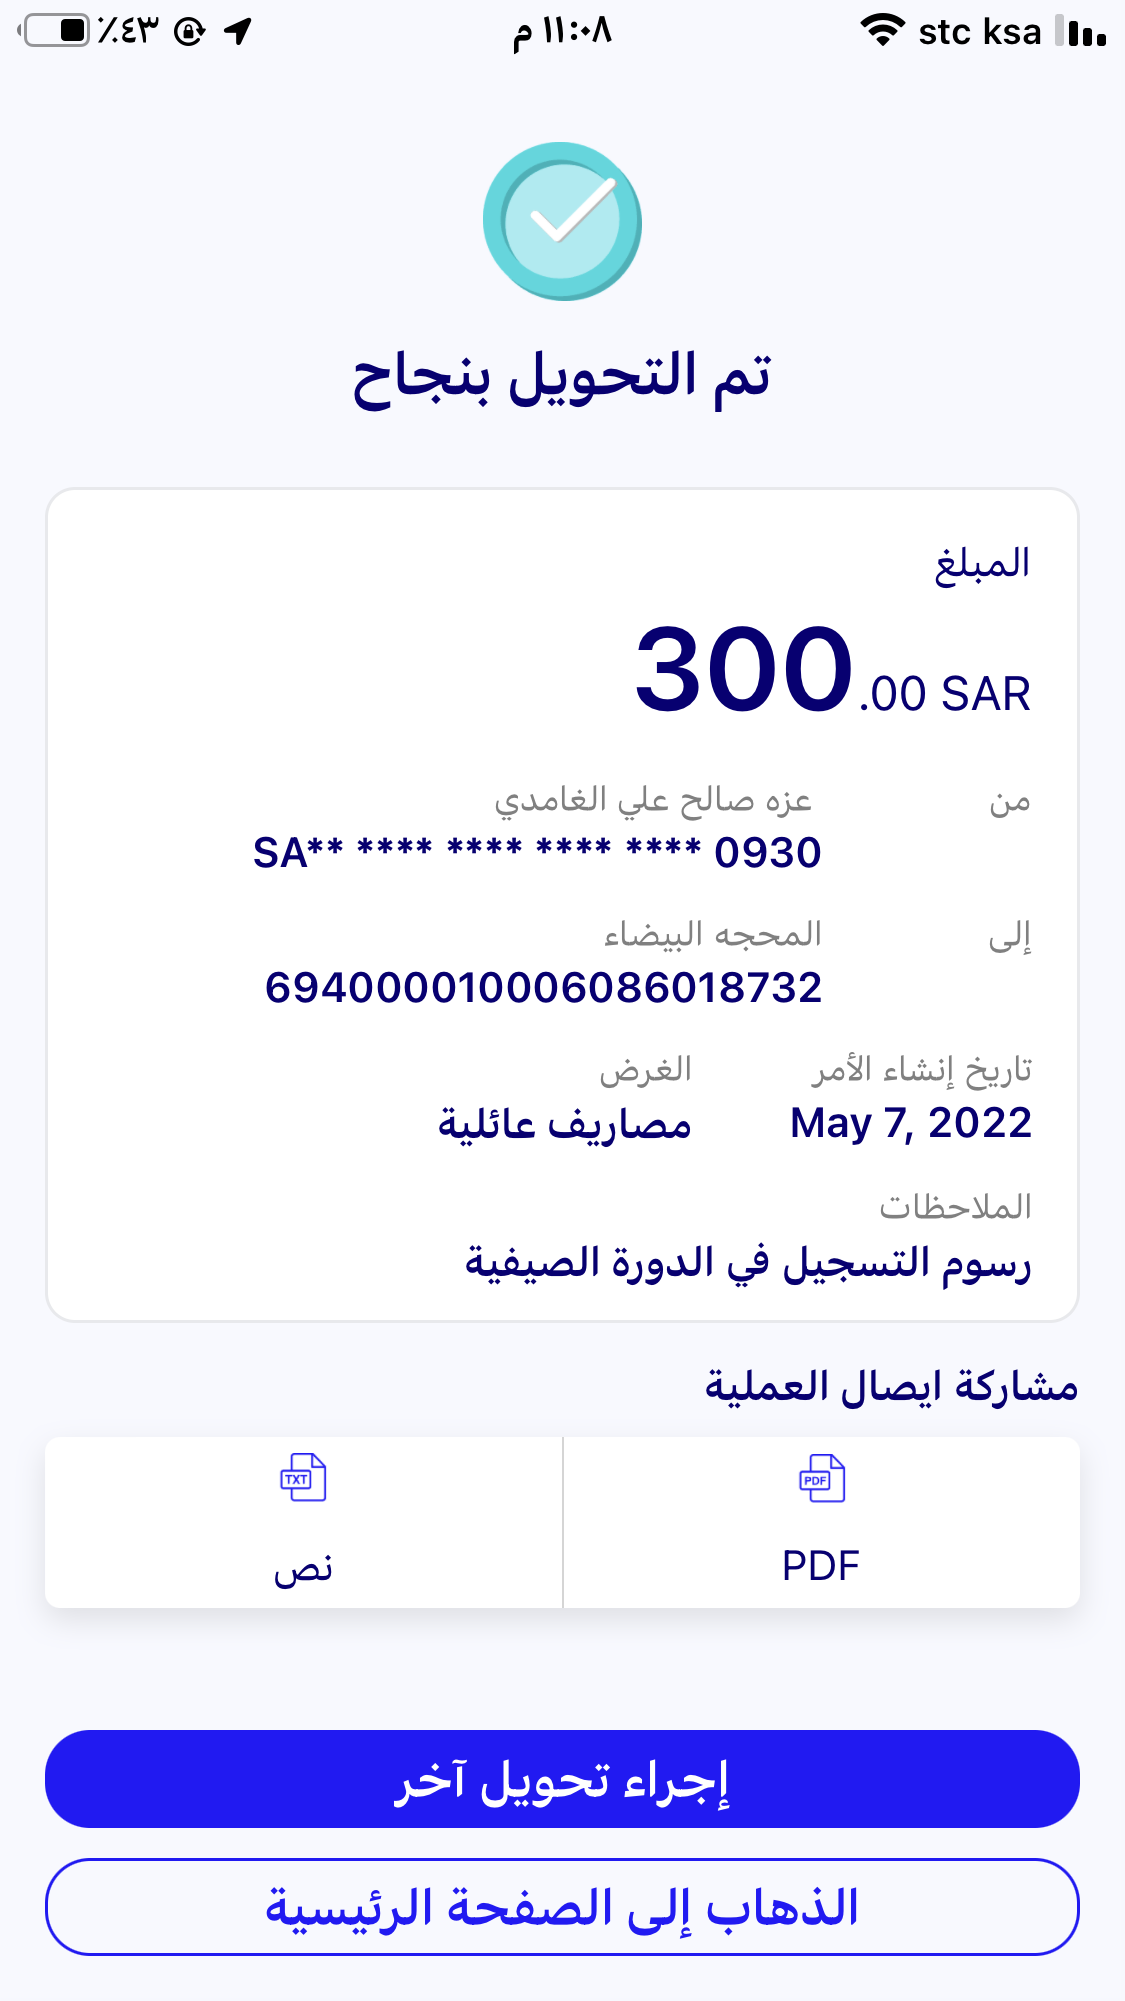 ٪٤٣
١١:٠٨ م
stc ksa
تم التحويل بنجاح
المبلغ
300.00 SAR
من
عزه صالح علي الغامدي
SA** **** **** **** **** 0930
إلى
المحجه البيضاء
694000010006086018732
تاريخ إنشاء الأمر
الغرض
May 7, 2022
مصاريف عائلية
الملاحظات
رسوم التسجيل في الدورة الصيفية
مشاركة ايصال العملية
PDF
TXT
PDF
نص
إجراء تحويل آخر
الذهاب إلى الصفحة الرئيسية